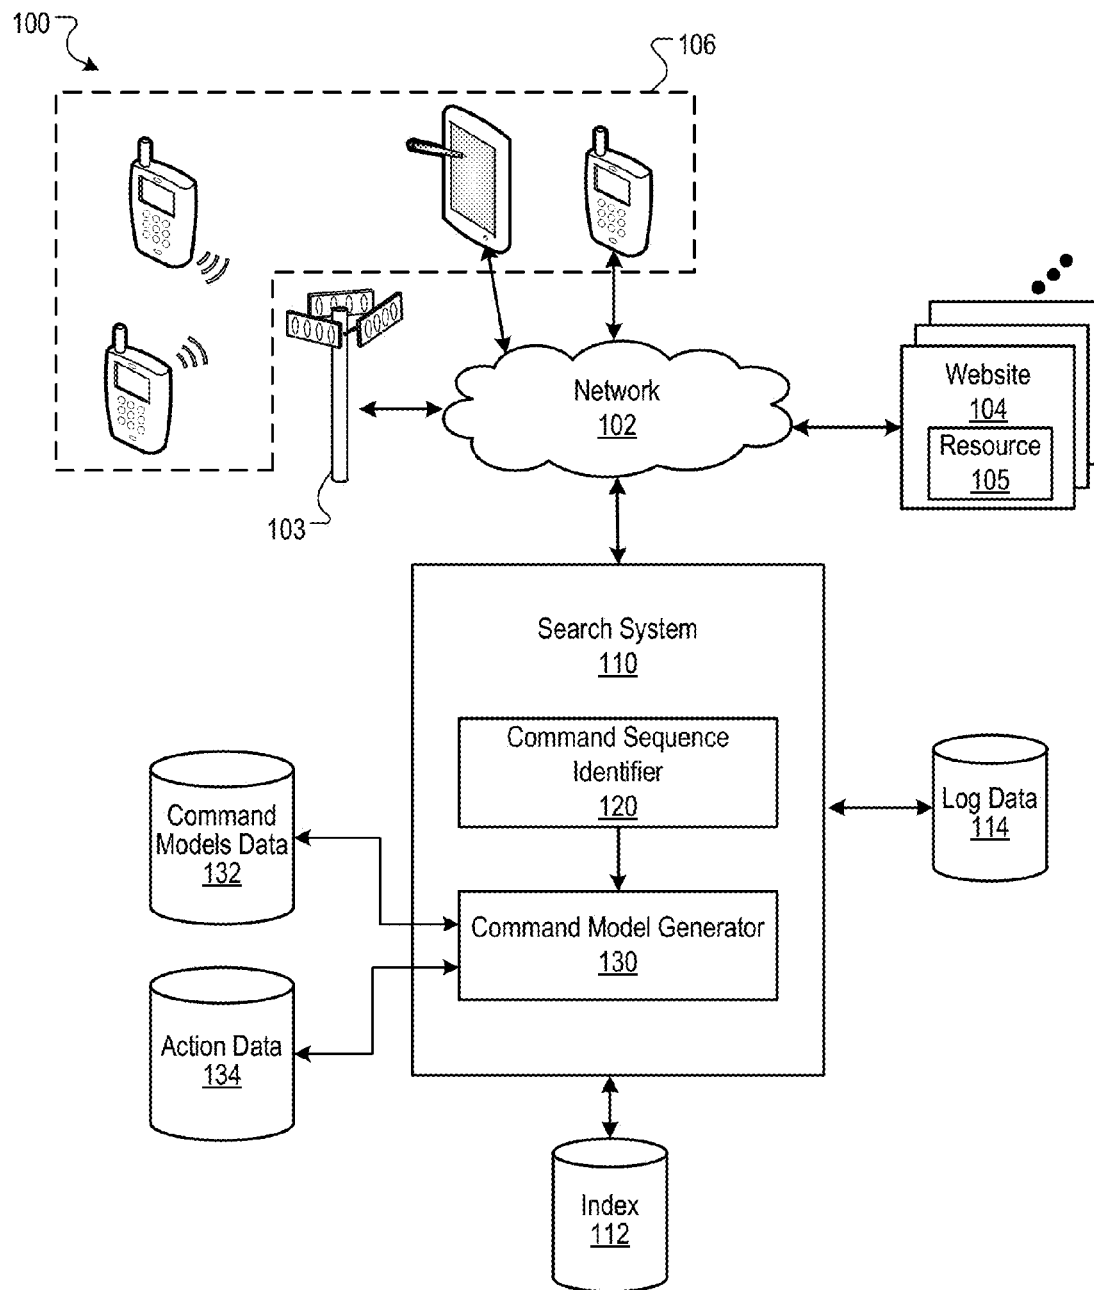 100
106
Network
102
Website
104
Resource
105
103
Search System
110
Command Sequence
Identifier
120
Command
Models Data
132
Log Data
114
Command Model Generator
130
Action Data
134
Index
112